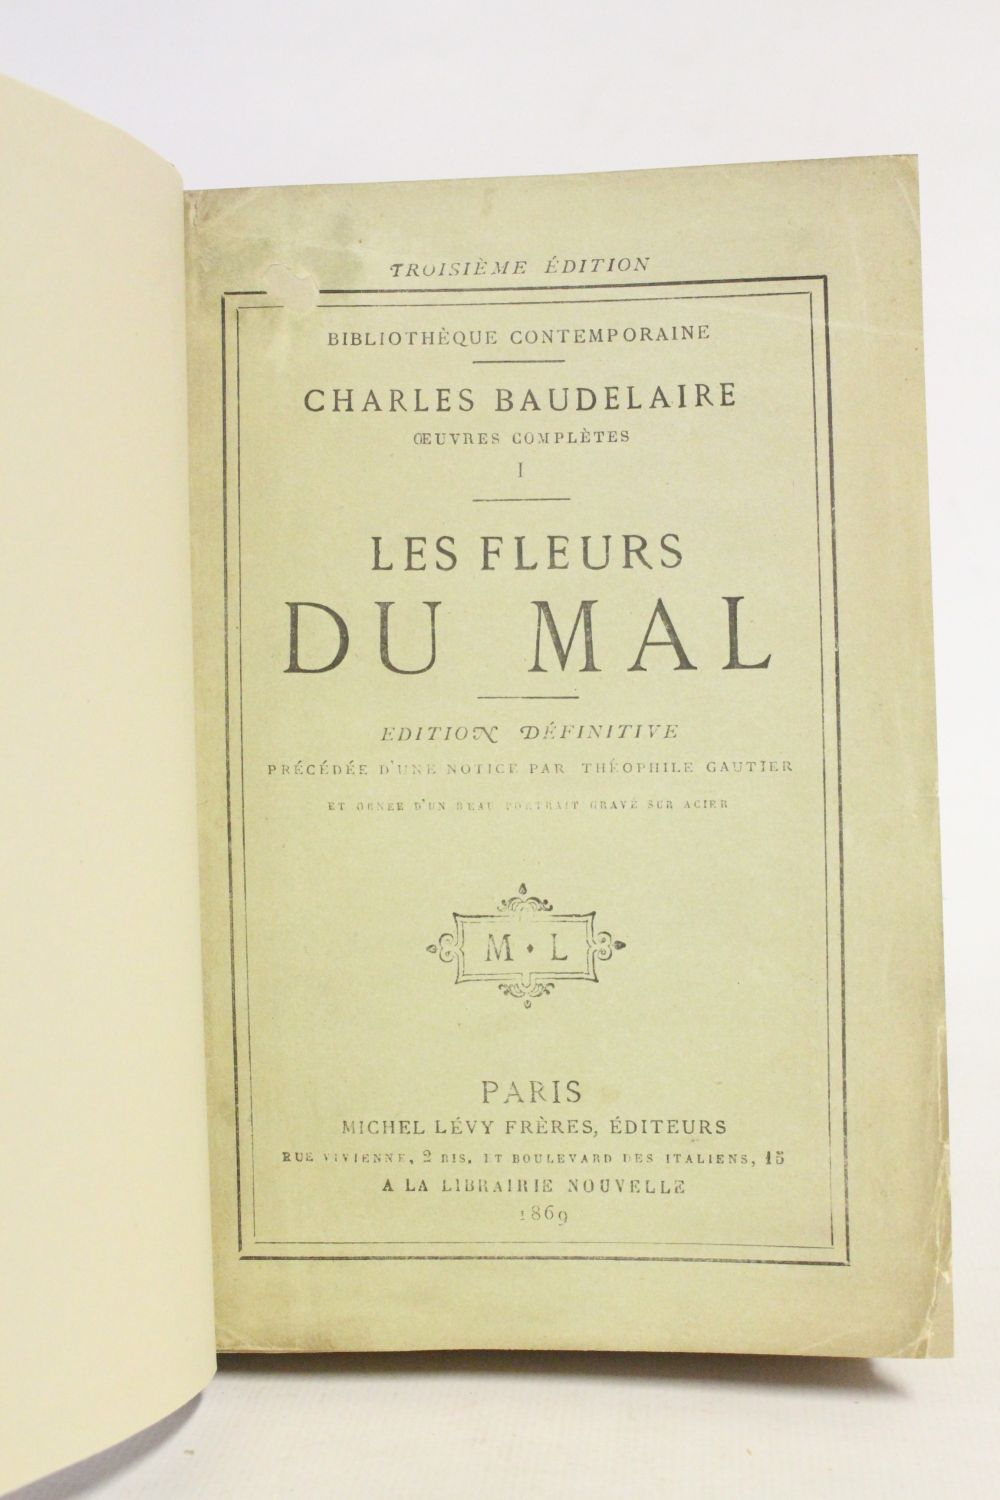 TROISIÈME ÉDITION
BIBLIOTHÈQUE CONTEMPORAINE
CHARLES BAUDELAIRE
ŒUVRES COMPLÈTES
I
LES FLEURS
DU MAL
EDITION DÉFINITIVE
PRÉCÉDÉE D'UNE NOTICE PAR THÉOPHILE GAUTIER
ET ORNEE D'UN BEAU PORTRAIT GRAVÉ SUR ACIER
M · L
PARIS
MICHEL LÉVY FRÈRES, ÉDITEURS
RUE VIVIENNE, 2 BIS, ET BOULEVARD DES ITALIENS, 15
A LA LIBRAIRIE NOUVELLE
1869